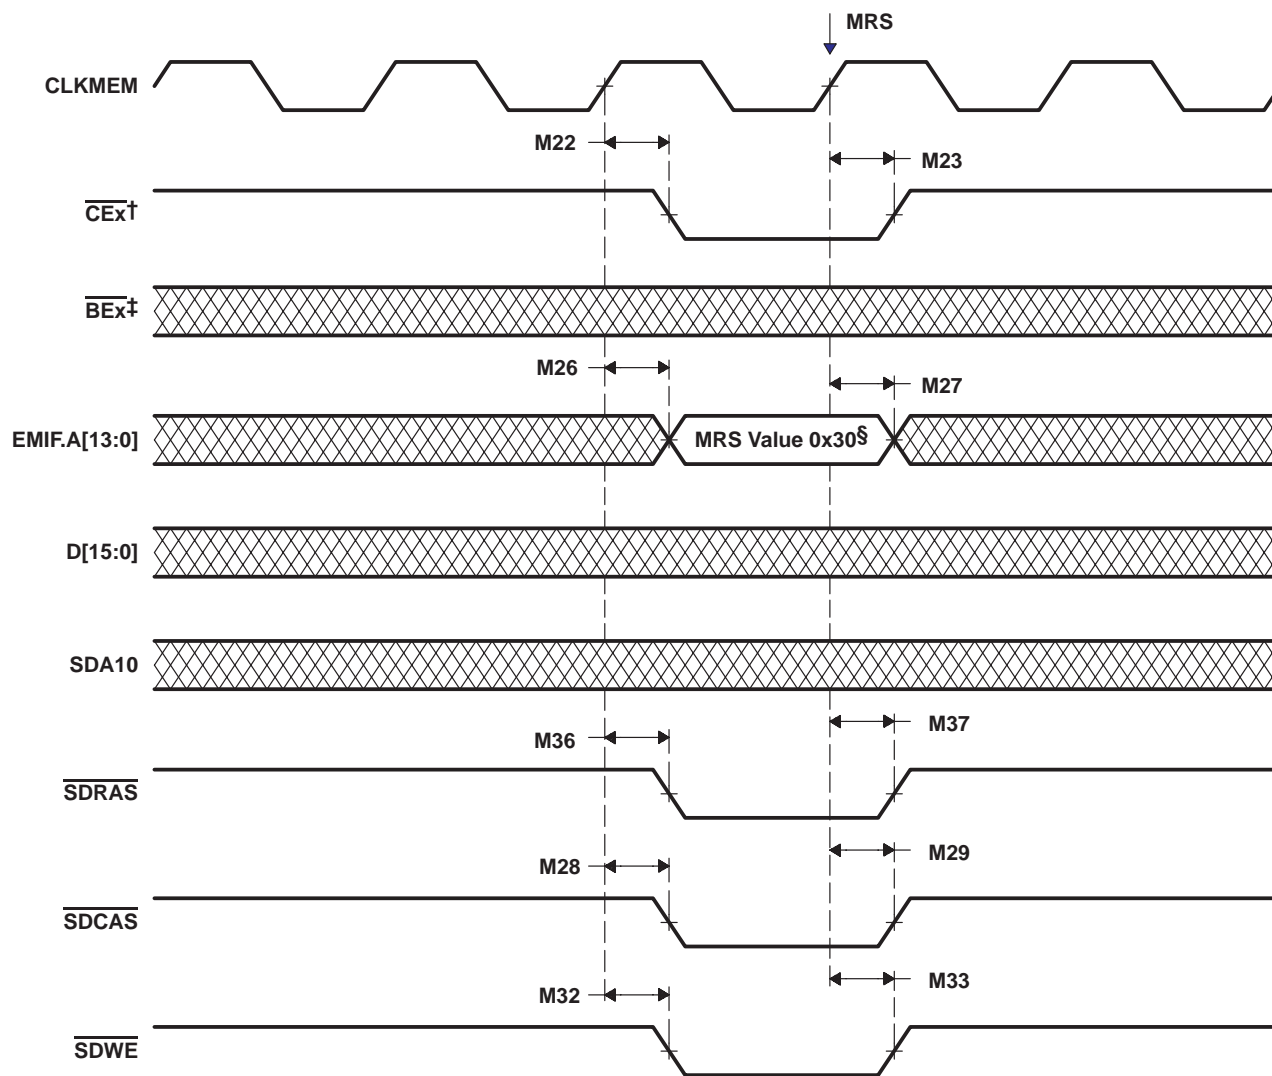 MRS
CLKMEM
M22
M23
CEx†
BEx‡
M26
M27
EMIF.A[13:0]
MRS Value 0x30§
D[15:0]
SDA10
M36
M37
SDRAS
M28
M29
SDCAS
M32
M33
SDWE